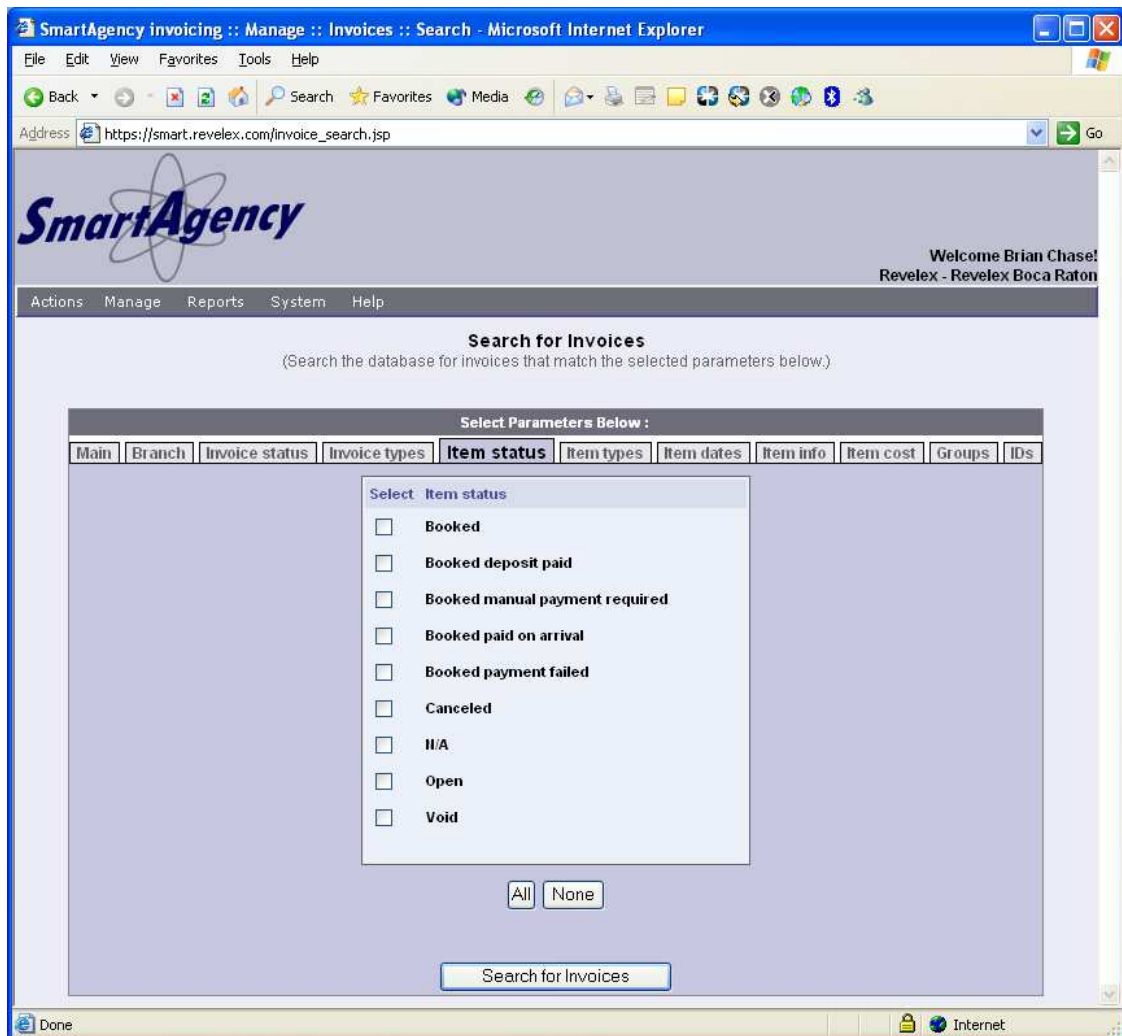 SmartAgency invoicing :: Manage :: Invoices :: Search - Microsoft Internet Explorer
File Edit View Favorites Tools Help
Back Search Favorites Media
Address https://smart.revelex.com/invoice_search.jsp Go
SmartAgency
Welcome Brian Chase!
Revelex - Revelex Boca Raton
Actions Manage Reports System Help
Search for Invoices
(Search the database for invoices that match the selected parameters below.)
Select Parameters Below :
Main Branch Invoice status Invoice types Item status Item types Item dates Item info Item cost Groups IDs
Select Item status
Booked
Booked deposit paid
Booked manual payment required
Booked paid on arrival
Booked payment failed
Canceled
N/A
Open
Void
All None
Search for Invoices
Done Internet